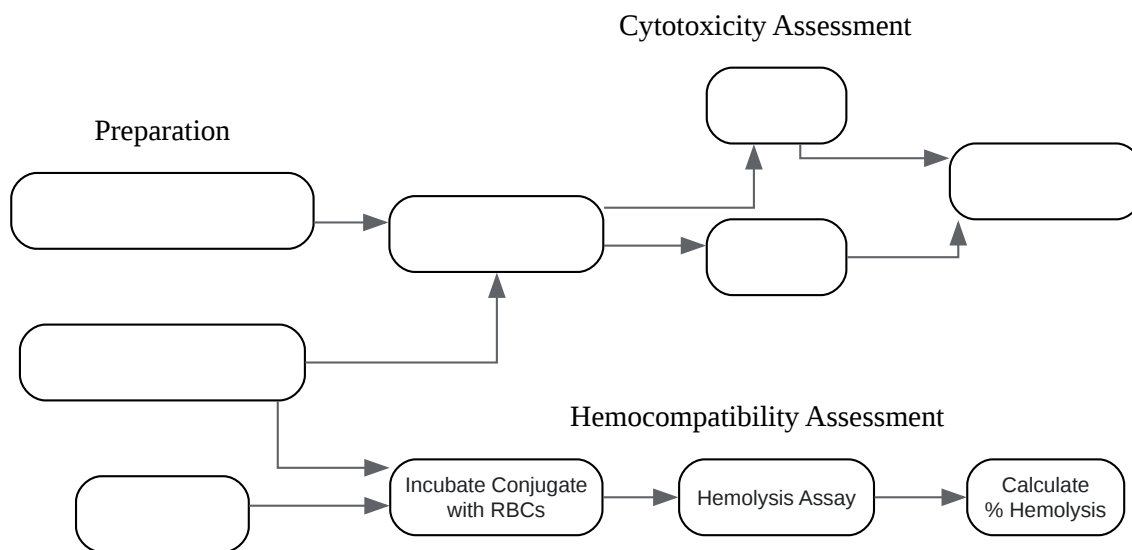 Cytotoxicity Assessment
Preparation
Hemocompatibility Assessment
Incubate Conjugate
with RBCs
Hemolysis Assay
Calculate
% Hemolysis